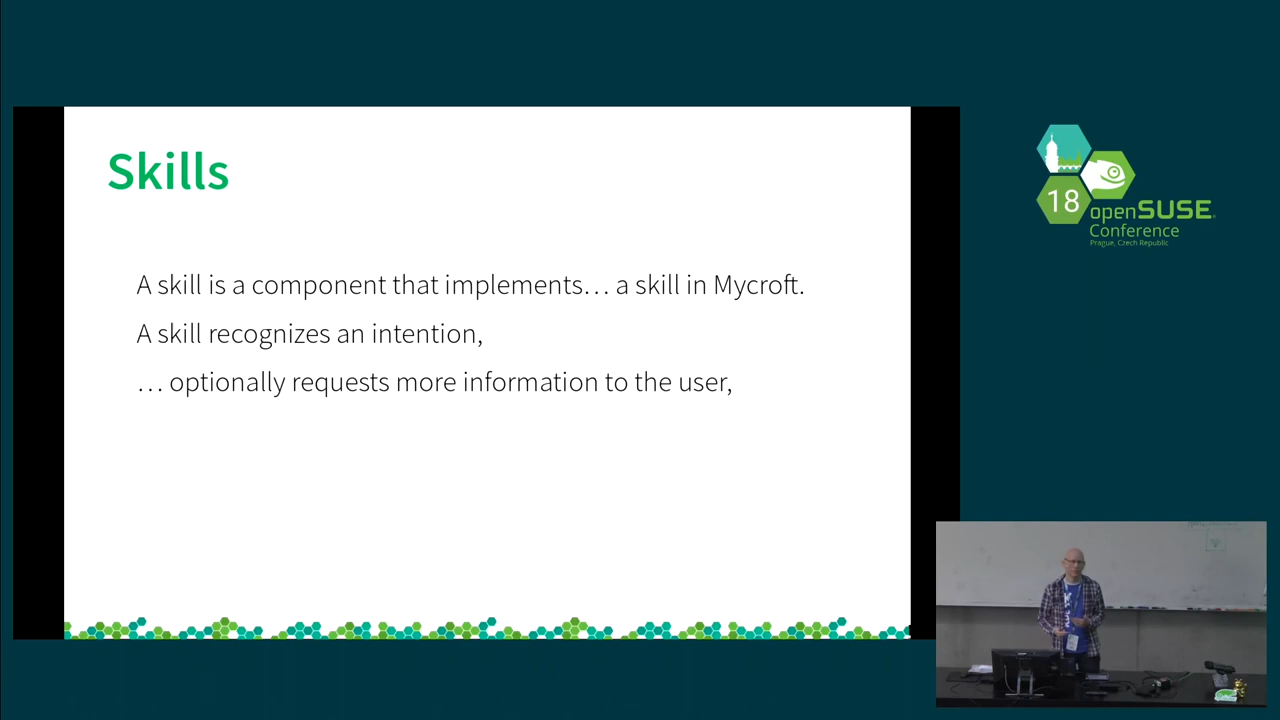 Skills
A skill is a component that implements… a skill in Mycroft.
A skill recognizes an intention,
… optionally requests more information to the user,
18
openSUSE
Conference
Prague, Czech Republic